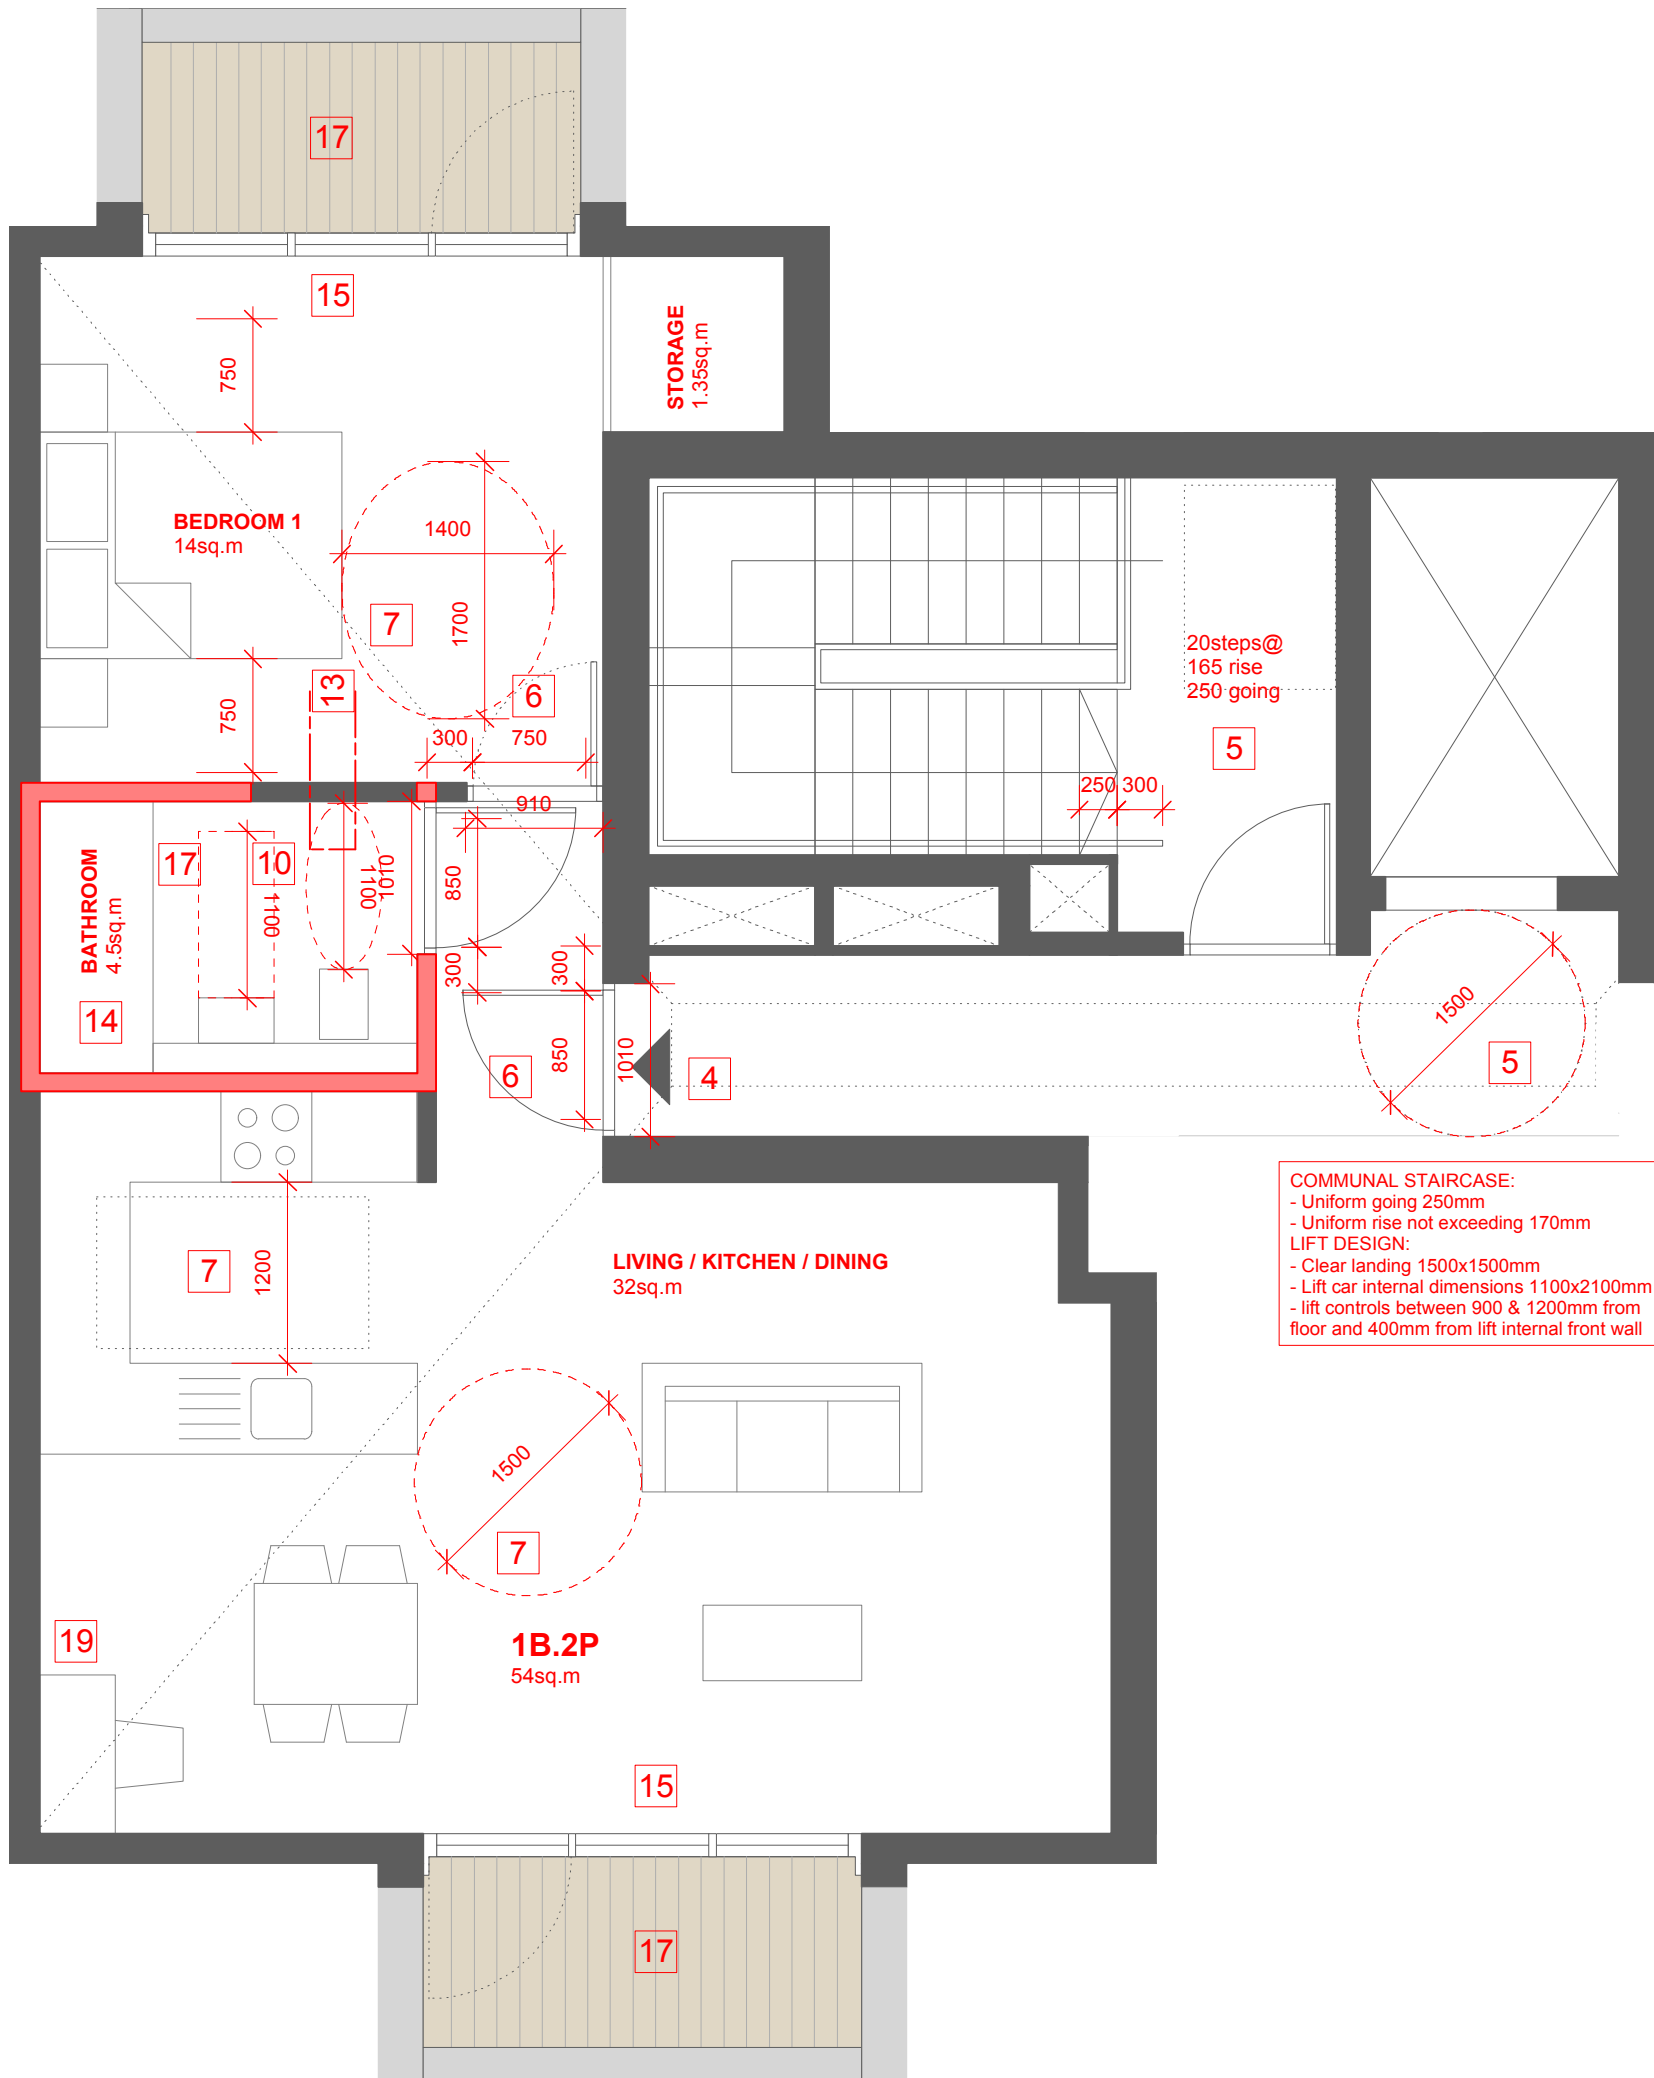 17
15
750
STORAGE
1.35sq.m
BEDROOM 1
14sq.m
1400
7
1700
13
6
750
300
750
20steps@
165 rise
250 going
5
250
300
910
BATHROOM
4.5sq.m
17
10
1100
1100
1010
850
300
300
14
6
850
1010
4
1500
5
COMMUNAL STAIRCASE:
- Uniform going 250mm
- Uniform rise not exceeding 170mm
LIFT DESIGN:
- Clear landing 1500x1500mm
- Lift car internal dimensions 1100x2100mm
- lift controls between 900 & 1200mm from
floor and 400mm from lift internal front wall
7
1200
LIVING / KITCHEN / DINING
32sq.m
1500
7
19
1B.2P
54sq.m
15
17